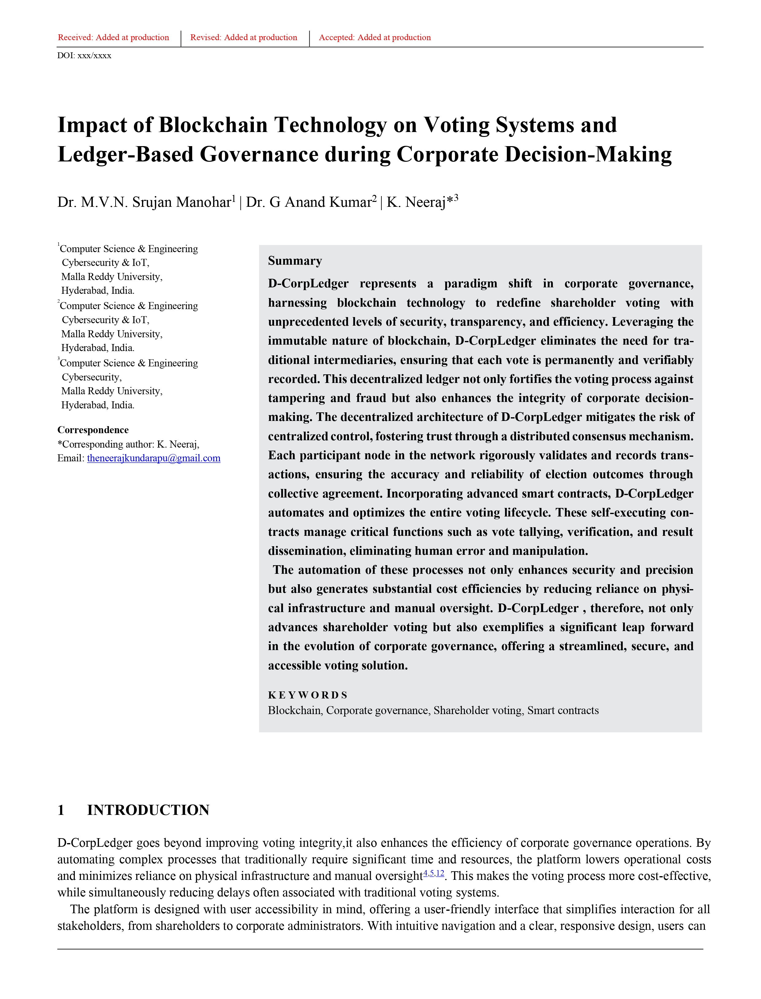 Received: Added at production | Revised: Added at production | Accepted: Added at production
DOI: xxx/xxxx
Impact of Blockchain Technology on Voting Systems and
Ledger-Based Governance during Corporate Decision-Making
Dr. M.V.N. Srujan Manohar1 | Dr. G Anand Kumar2 | K. Neeraj*3
1Computer Science & Engineering
Cybersecurity & IoT,
Malla Reddy University,
Hyderabad, India.
2Computer Science & Engineering
Cybersecurity & IoT,
Malla Reddy University,
Hyderabad, India.
3Computer Science & Engineering
Cybersecurity,
Malla Reddy University,
Hyderabad, India.
Correspondence
*Corresponding author: K. Neeraj,
Email: theneerajkundarapu@gmail.com
Summary
D-CorpLedger represents a paradigm shift in corporate governance,
harnessing blockchain technology to redefine shareholder voting with
unprecedented levels of security, transparency, and efficiency. Leveraging the
immutable nature of blockchain, D-CorpLedger eliminates the need for tra-
ditional intermediaries, ensuring that each vote is permanently and verifiably
recorded. This decentralized ledger not only fortifies the voting process against
tampering and fraud but also enhances the integrity of corporate decision-
making. The decentralized architecture of D-CorpLedger mitigates the risk of
centralized control, fostering trust through a distributed consensus mechanism.
Each participant node in the network rigorously validates and records trans-
actions, ensuring the accuracy and reliability of election outcomes through
collective agreement. Incorporating advanced smart contracts, D-CorpLedger
automates and optimizes the entire voting lifecycle. These self-executing con-
tracts manage critical functions such as vote tallying, verification, and result
dissemination, eliminating human error and manipulation.
The automation of these processes not only enhances security and precision
but also generates substantial cost efficiencies by reducing reliance on physi-
cal infrastructure and manual oversight. D-CorpLedger , therefore, not only
advances shareholder voting but also exemplifies a significant leap forward
in the evolution of corporate governance, offering a streamlined, secure, and
accessible voting solution.
KEYWORDS
Blockchain, Corporate governance, Shareholder voting, Smart contracts
1 INTRODUCTION
D-CorpLedger goes beyond improving voting integrity,it also enhances the efficiency of corporate governance operations. By
automating complex processes that traditionally require significant time and resources, the platform lowers operational costs
and minimizes reliance on physical infrastructure and manual oversight4,5,12. This makes the voting process more cost-effective,
while simultaneously reducing delays often associated with traditional voting systems.
The platform is designed with user accessibility in mind, offering a user-friendly interface that simplifies interaction for all
stakeholders, from shareholders to corporate administrators. With intuitive navigation and a clear, responsive design, users can